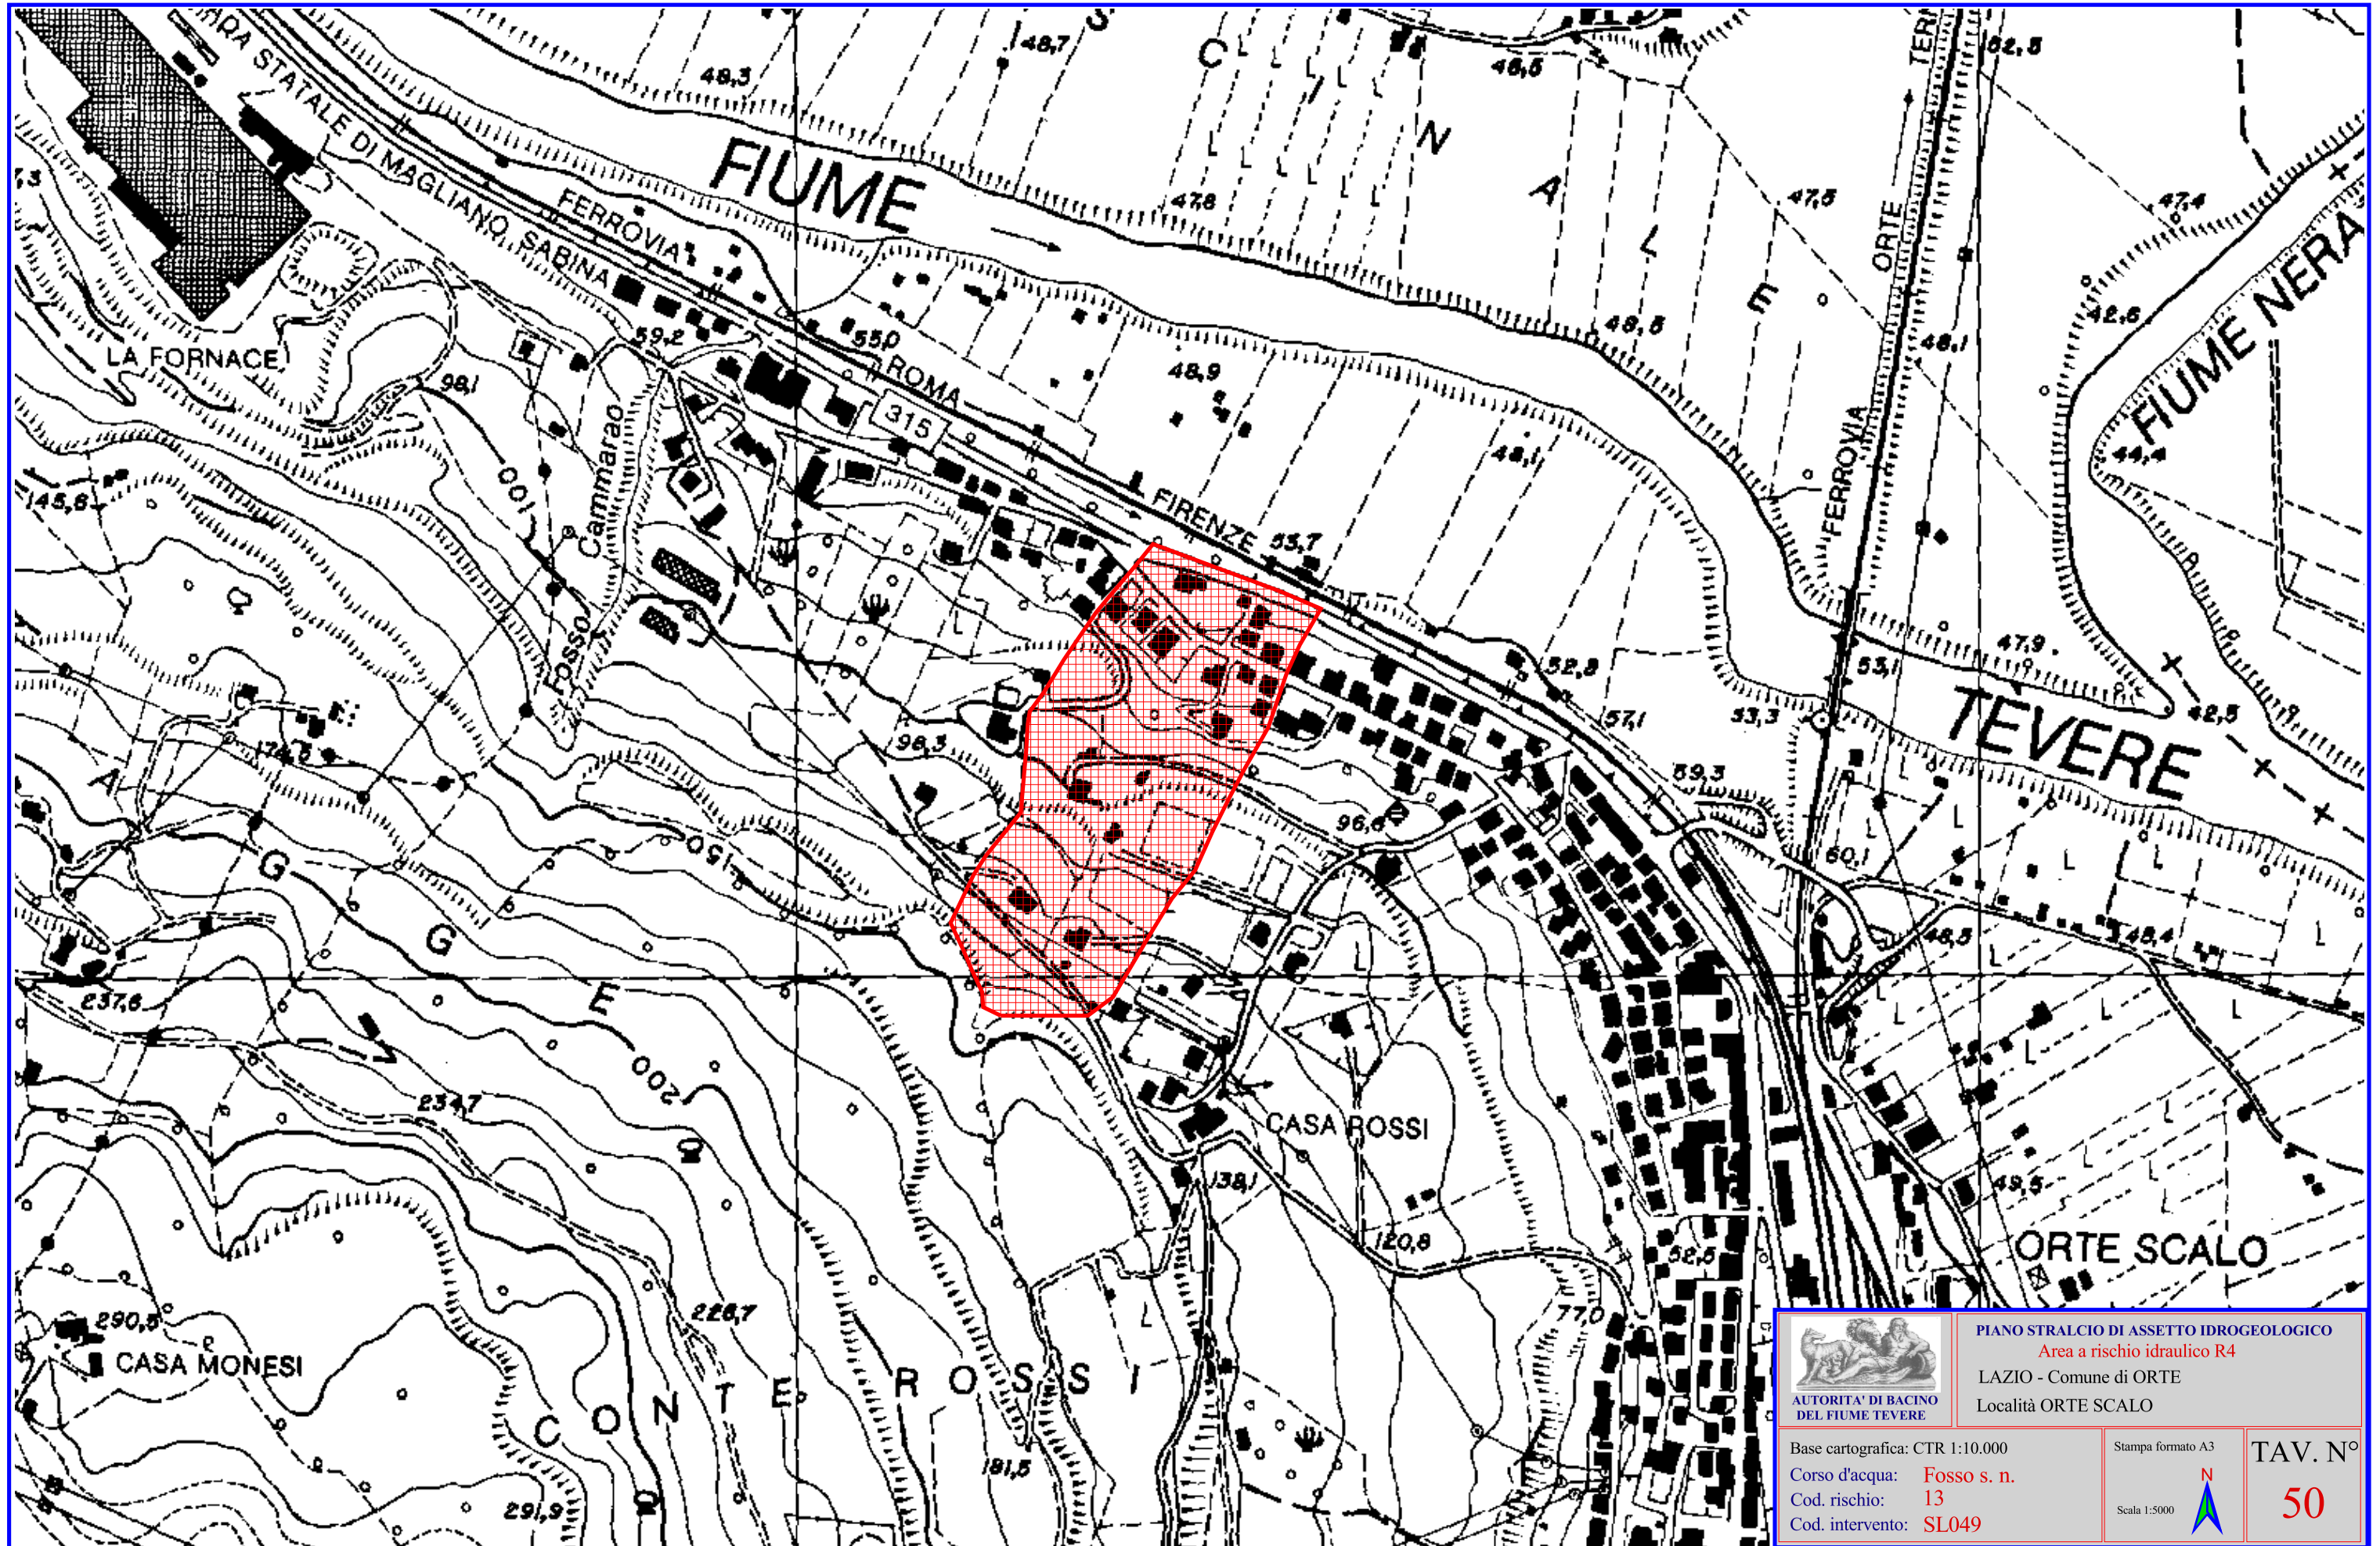 48,7
S
C
I
N
A
L
E
48,3
46,5
52,5
TERNI
STRADA STATALE DI MAGLIANO SABINA
FIUME
47,8
47,5
47,4
ORTE
FERROVIA
FIUME NERA
42,6
48,5
48,1
59,2
55,0
ROMA
315
48,9
LA FORNACE
98,1
100
Fosso Cammarao
145,6
48,1
44,4
FERROVIA
FIRENZE
53,7
52,8
57,1
53,3
53,1
47,9
42,5
TEVERE
98,3
174,5
59,3
96,6
60,1
150
A
G
G
E
48,5
48,4
237,6
200
234,7
CASA ROSSI
138,1
49,5
120,8
52,5
ORTE SCALO
290,5
CASA MONESI
226,7
77,0
CONTE ROSSI
181,5
291,9
PIANO STRALCIO DI ASSETTO IDROGEOLOGICO
Area a rischio idraulico R4
LAZIO - Comune di ORTE
Località ORTE SCALO
AUTORITA' DI BACINO
DEL FIUME TEVERE
Base cartografica: CTR 1:10.000
Corso d'acqua: Fosso s. n.
Cod. rischio: 13
Cod. intervento: SL049
Stampa formato A3
N
Scala 1:5000
TAV. N°
50